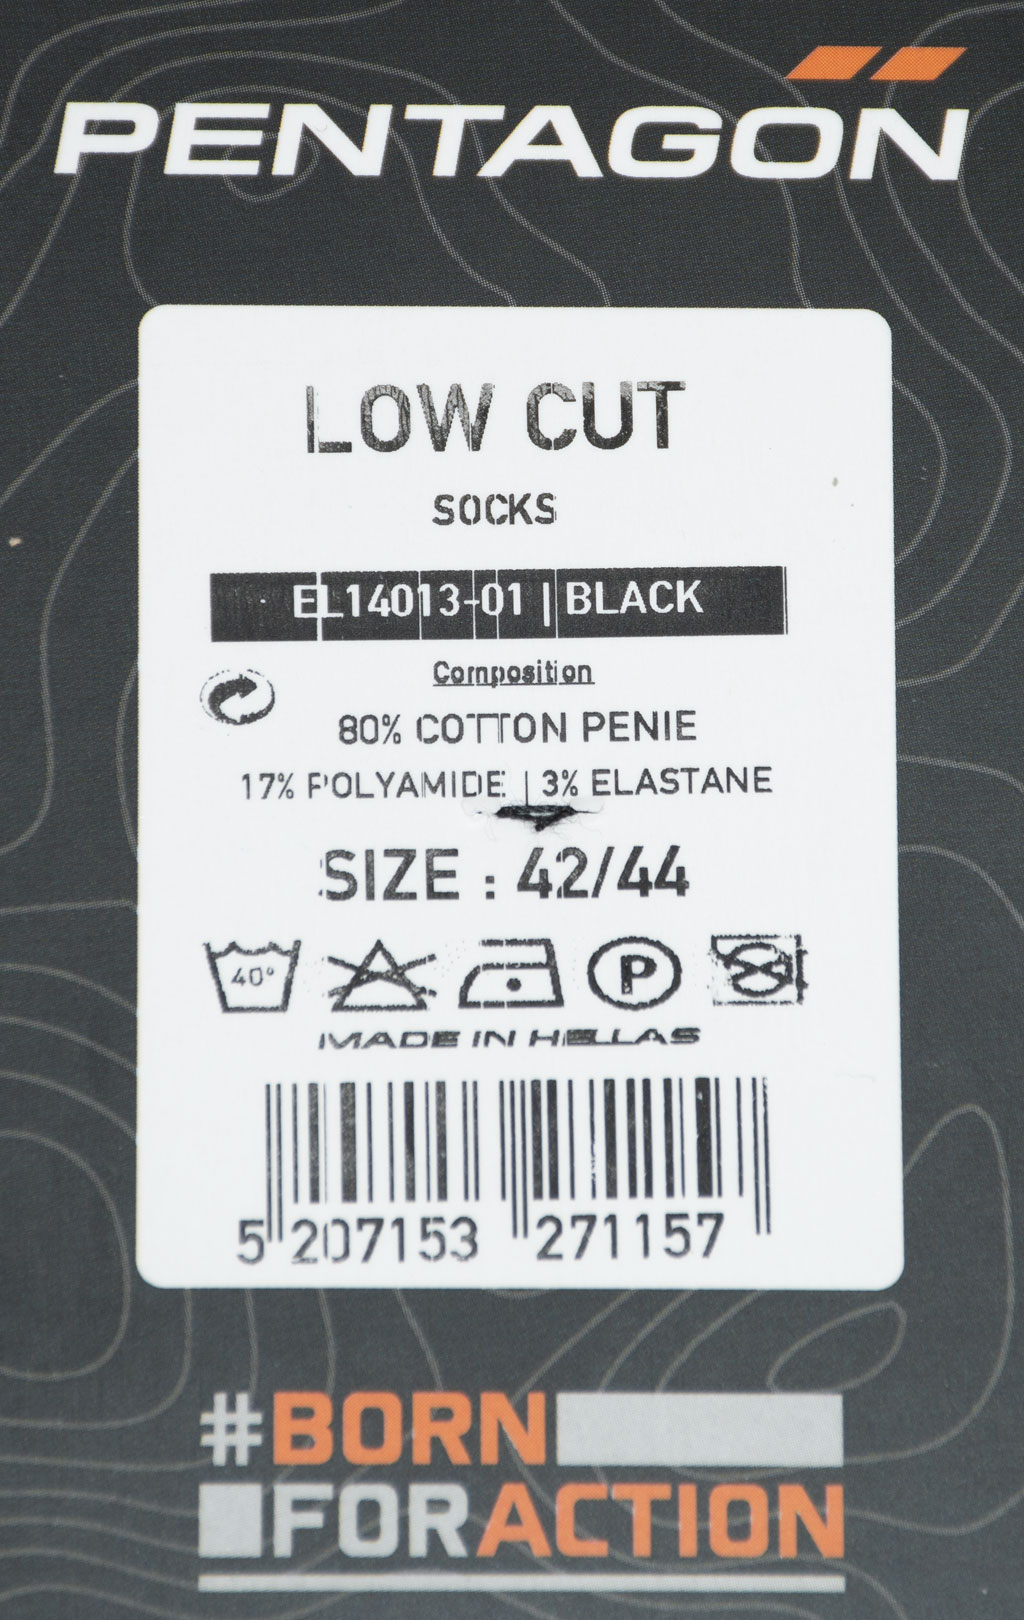 PENTAGON
LOW CUT
SOCKS
EL14013-01 | BLACK
Composition
80% COTTON PENIE
17% POLYAMIDE | 3% ELASTANE
SIZE : 42/44
40°
P
MADE IN HELLAS
5 207153 271157
#BORN
FORACTION